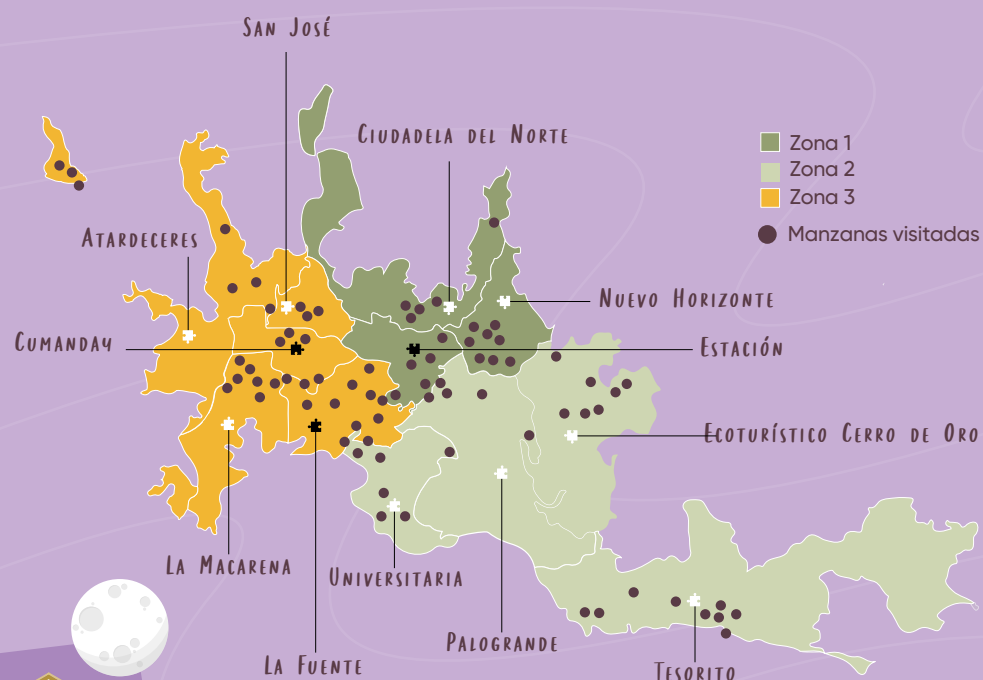 San José
Ciudadela del Norte
Zona 1
Zona 2
Zona 3
Manzanas visitadas
Atardeceres
Nuevo Horizonte
Cumanday
Estación
Ecoturístico Cerro de Oro
La Macarena
Universitaria
Palogrande
La Fuente
Tesorito